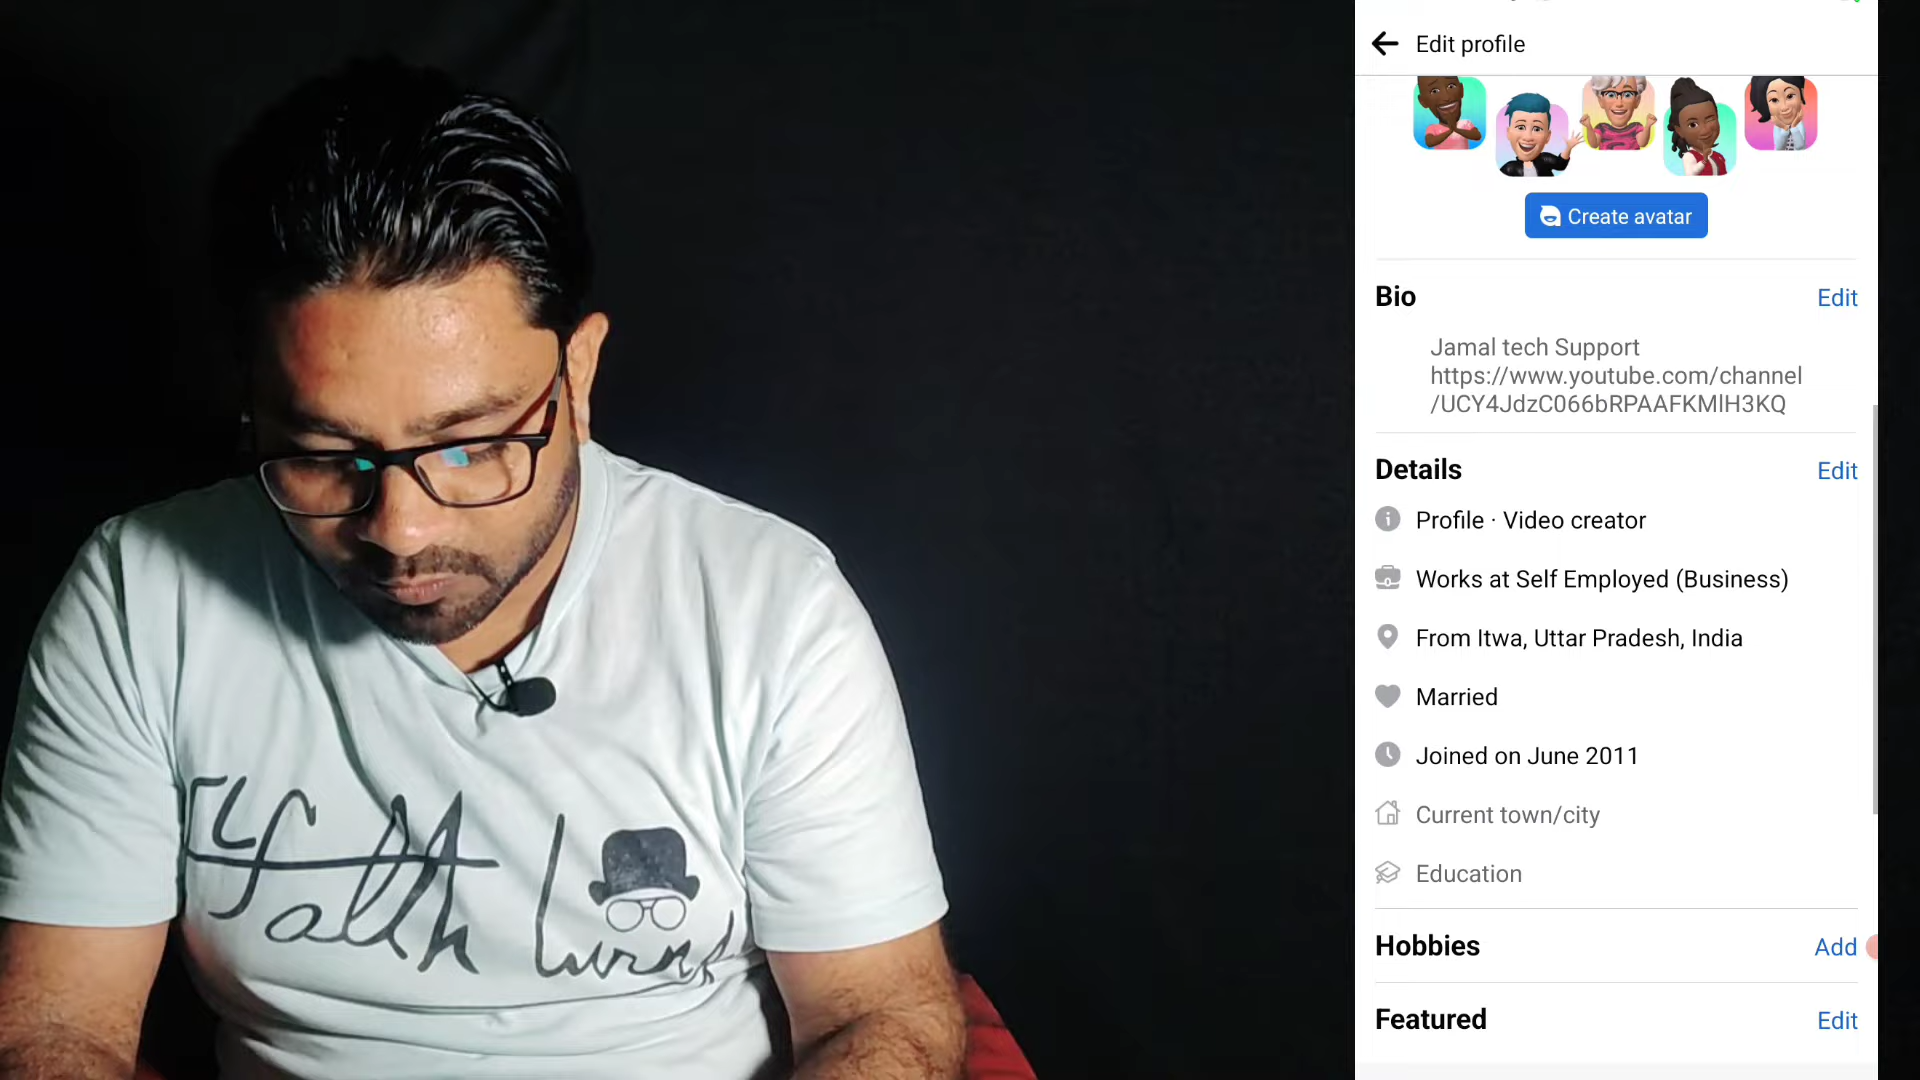 Edit profile
Create avatar
Bio
Edit
Jamal tech Support
https://www.youtube.com/channel
/UCY4JdzC066bRPAAFKMlH3KQ
Details
Edit
Profile · Video creator
Works at Self Employed (Business)
From Itwa, Uttar Pradesh, India
Married
Joined on June 2011
Current town/city
Education
Hobbies
Add
Featured
Edit